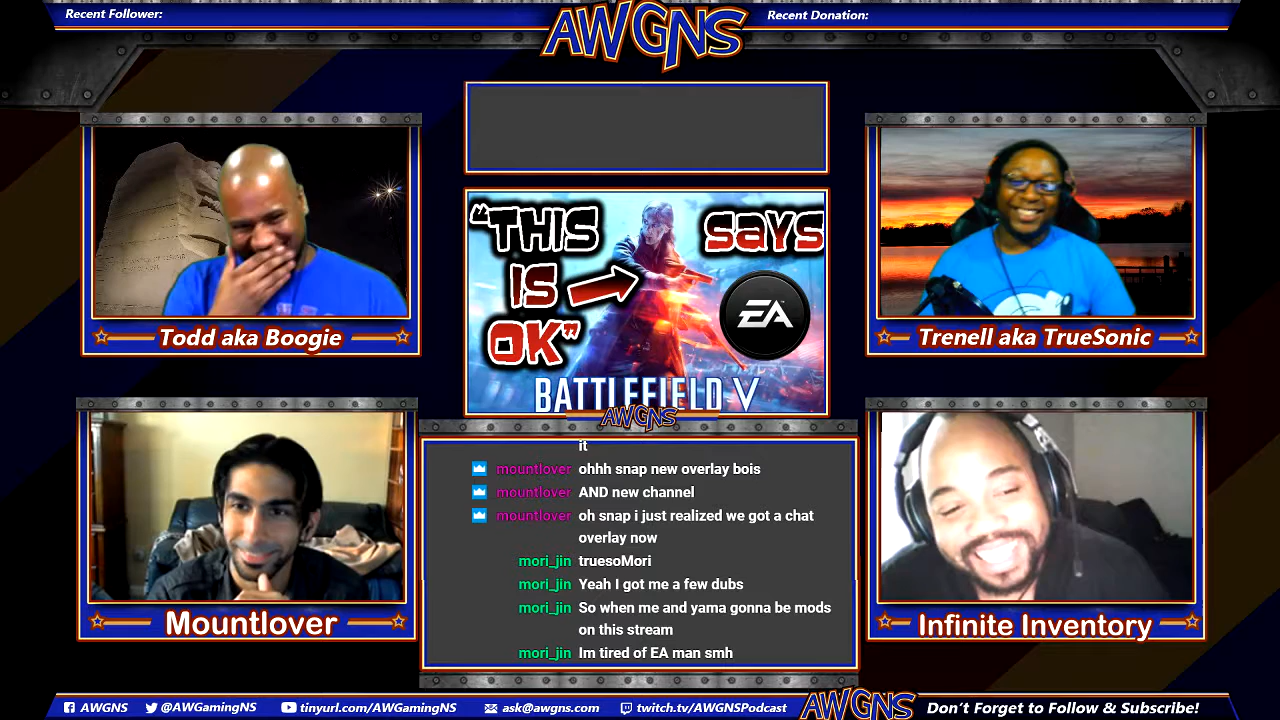 Recent Follower:
AWGNS
Recent Donation:
"THIS
IS
OK"
SAYS
EA
BATTLEFIELD V
AWGNS
Todd aka Boogie
Trenell aka TrueSonic
it
mountlover ohhh snap new overlay bois
mountlover AND new channel
mountlover oh snap i just realized we got a chat
overlay now
mori_jin truesoMori
mori_jin Yeah I got me a few dubs
mori_jin So when me and yama gonna be mods
on this stream
mori_jin Im tired of EA man smh
Mountlover
Infinite Inventory
AWGNS
@AWGamingNS
tinyurl.com/AWGamingNS
ask@awgns.com
twitch.tv/AWGNSPodcast
AWGNS
Don't Forget to Follow & Subscribe!